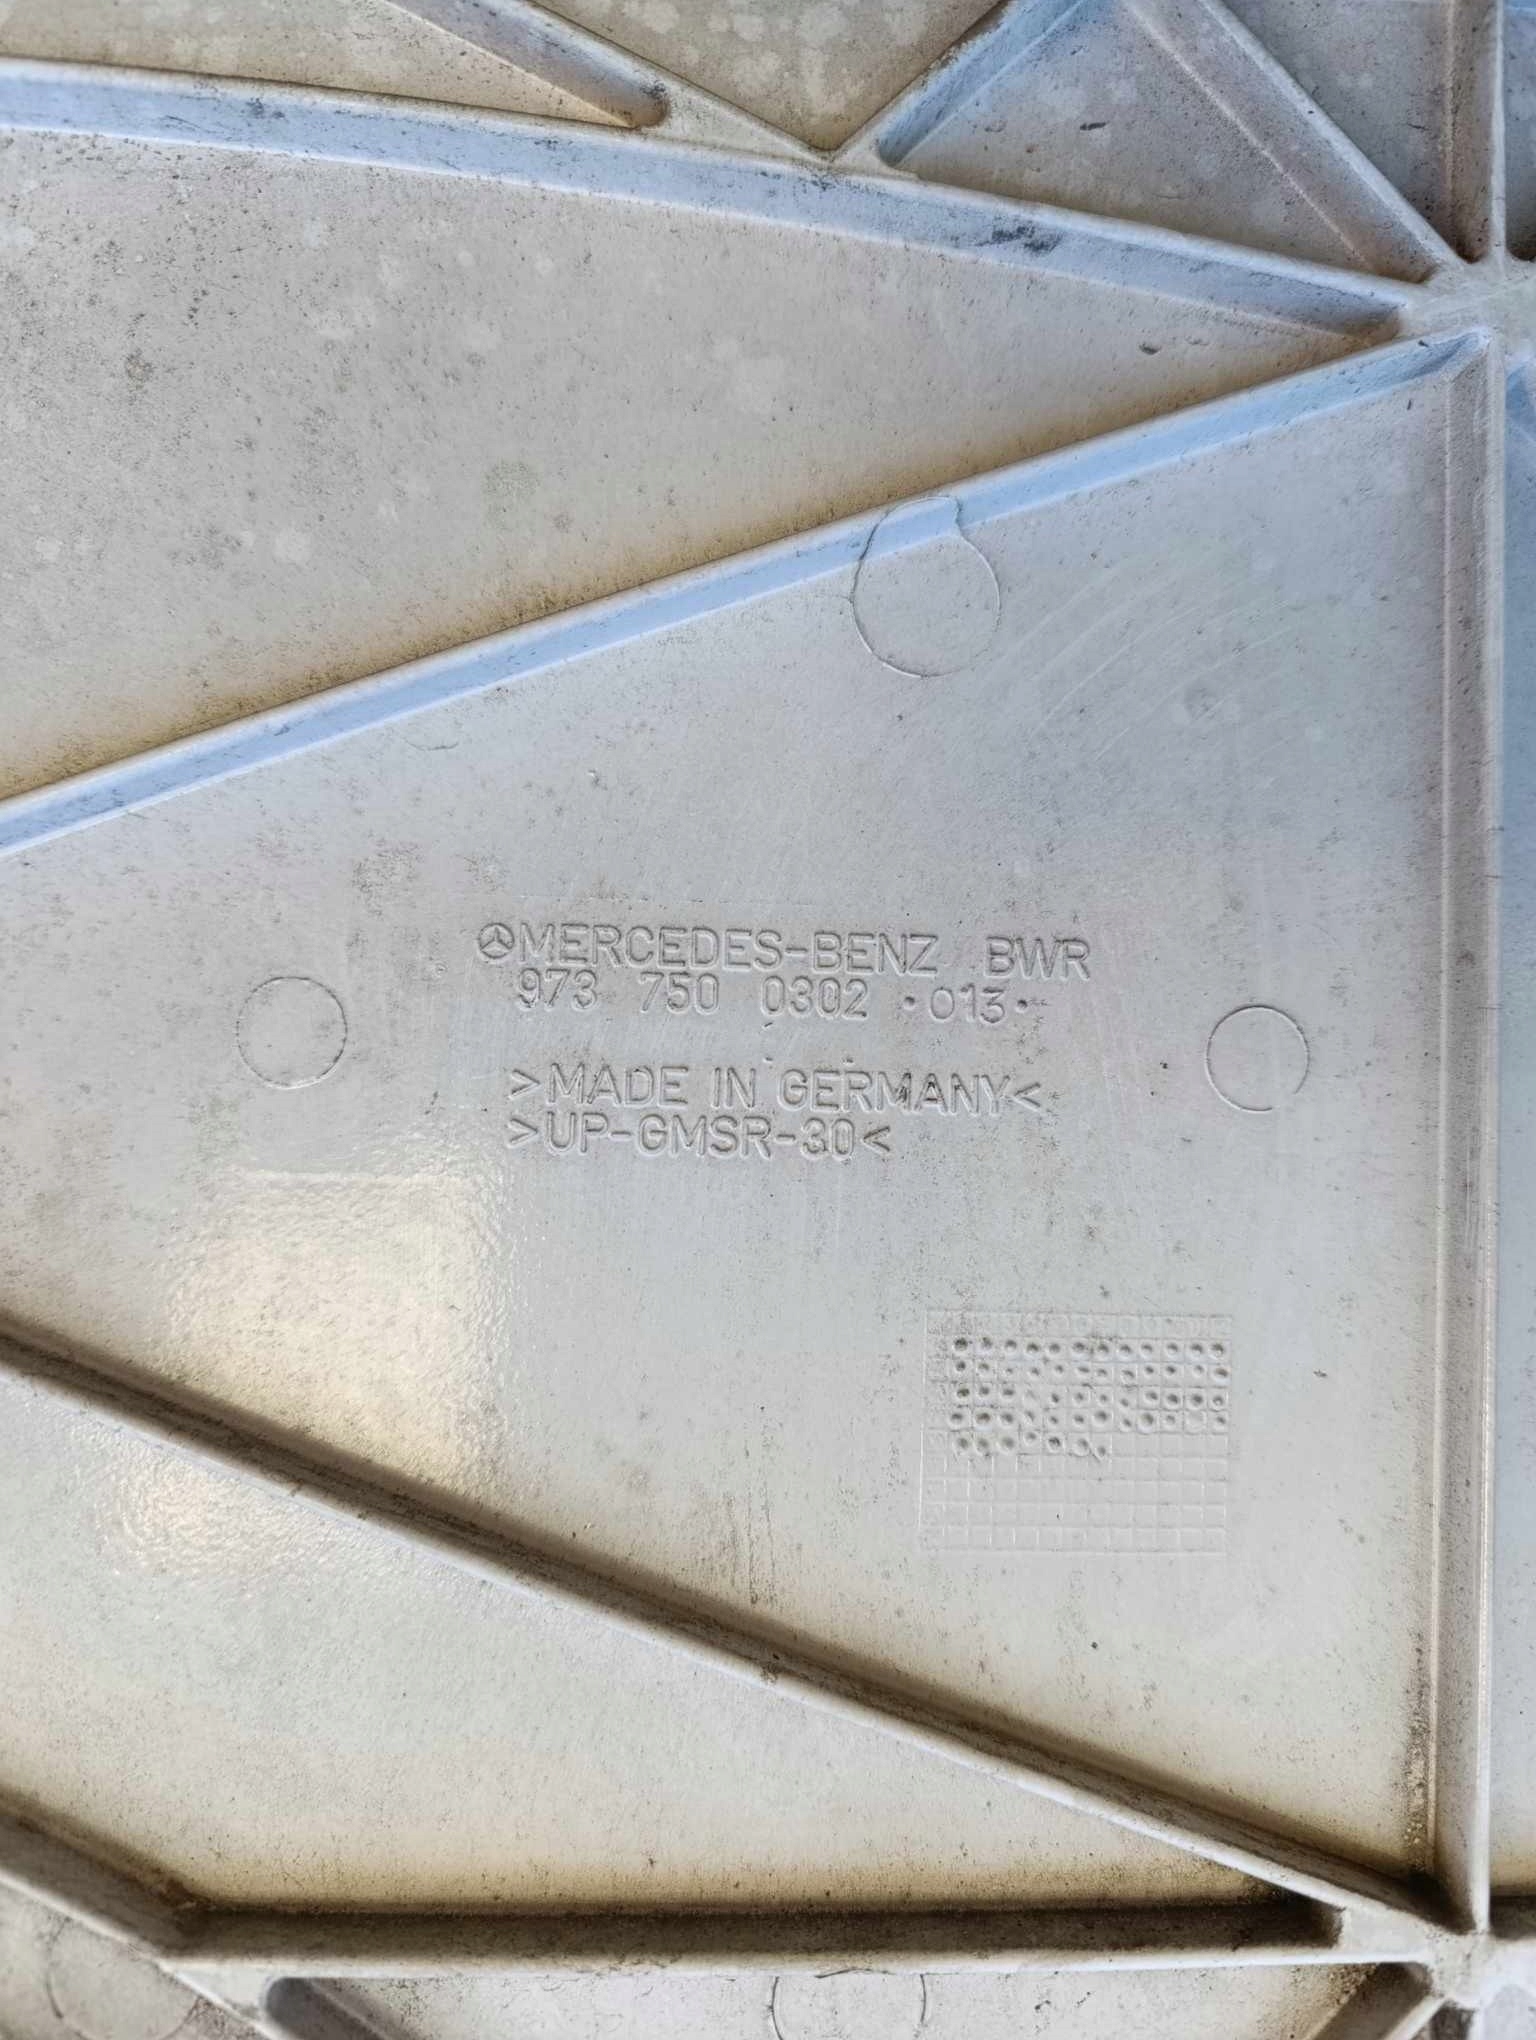 MERCEDES-BENZ BWR
973 750 0302 •013•
>MADE IN GERMANY<
>UP-GMSR-30<